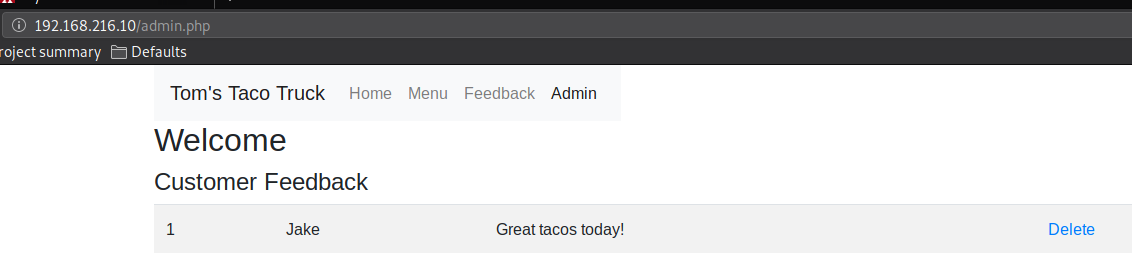 192.168.216.10/admin.php
roject summary Defaults
Tom's Taco Truck Home Menu Feedback Admin
Welcome
Customer Feedback
1 Jake Great tacos today! Delete